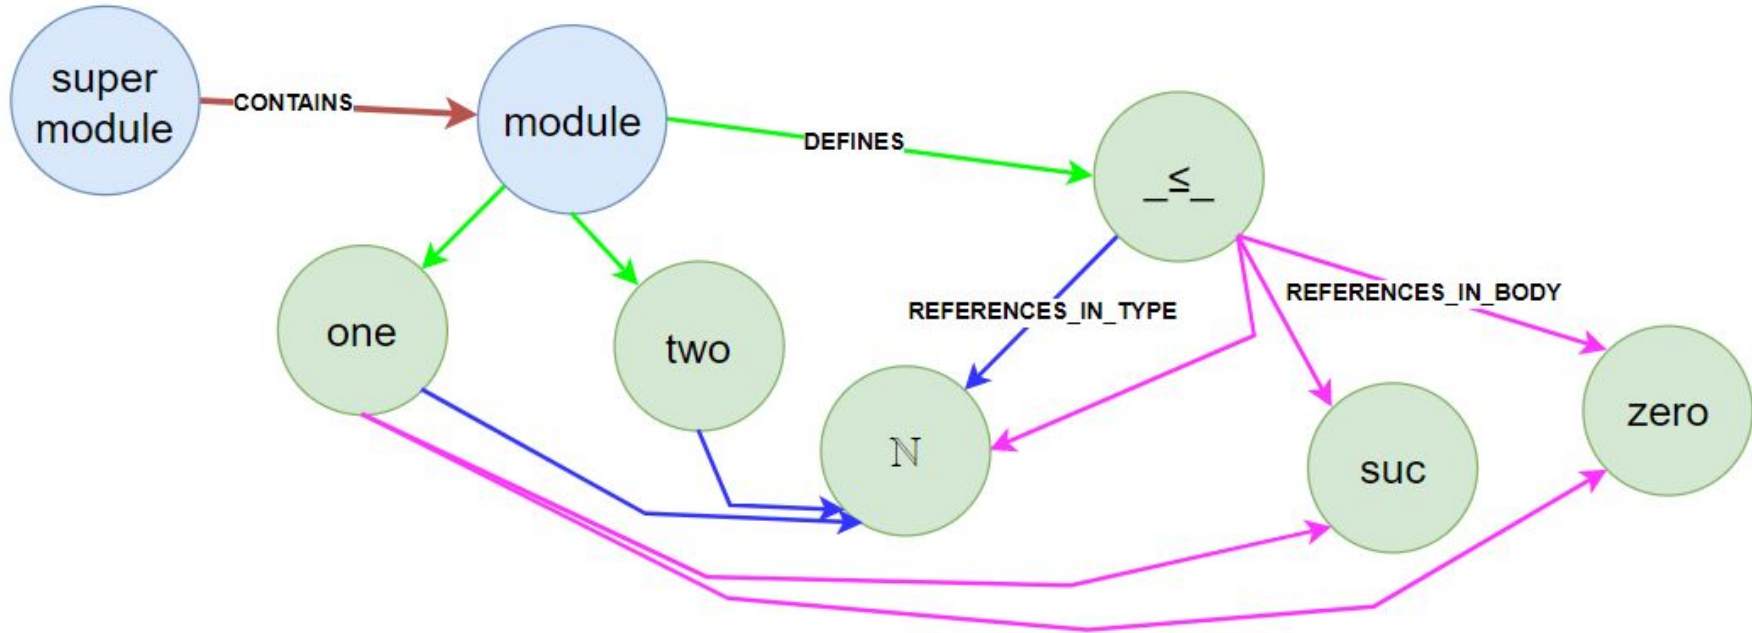 super
module
CONTAINS
module
DEFINES
_≤_
one
two
REFERENCES_IN_TYPE
REFERENCES_IN_BODY
ℕ
suc
zero